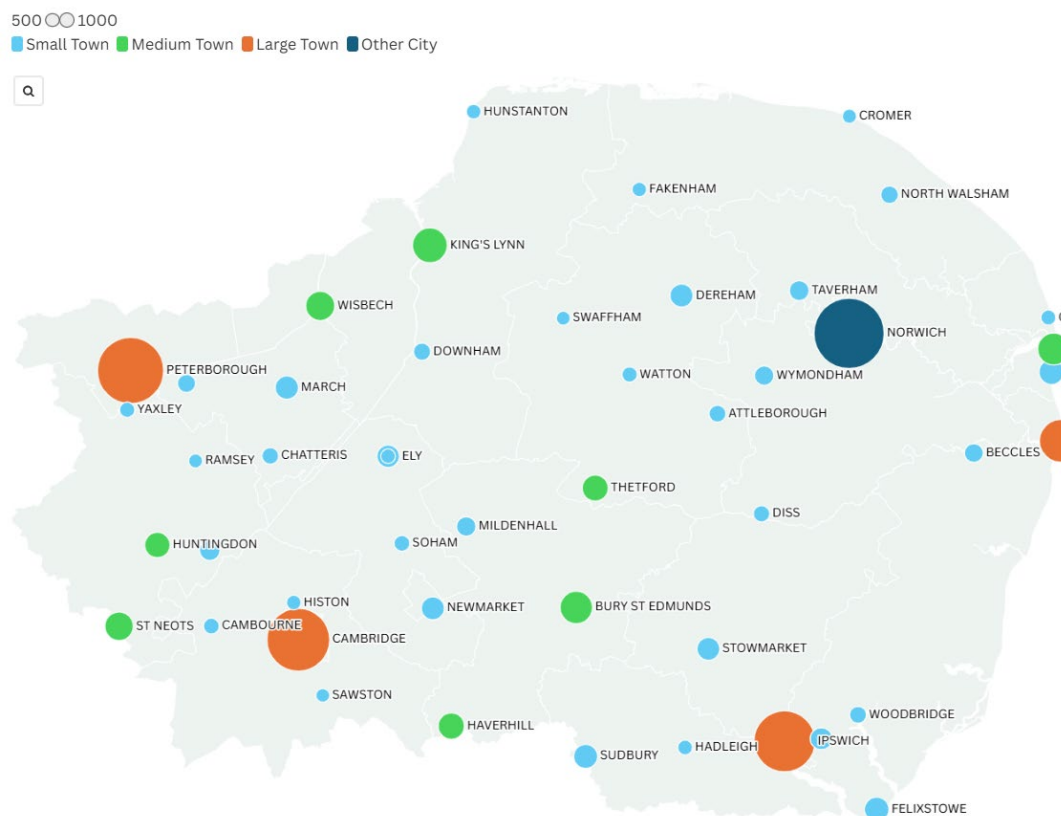 500 1000
Small Town Medium Town Large Town Other City
HUNSTANTON
CROMER
FAKENHAM
NORTH WALSHAM
KING'S LYNN
DEREHAM
TAVERHAM
WISBECH
SWAFFHAM
NORWICH
DOWNHAM
PETERBOROUGH
WATTON
WYMONDHAM
MARCH
YAXLEY
ATTLEBOROUGH
BECCLES
RAMSEY
CHATTERIS
ELY
THETFORD
DISS
MILDENHALL
HUNTINGDON
SOHAM
HISTON
NEWMARKET
BURY ST EDMUNDS
ST NEOTS
CAMBOURNE
CAMBRIDGE
STOWMARKET
SAWSTON
WOODBRIDGE
HAVERHILL
IPSWICH
HADLEIGH
SUDBURY
FELIXSTOWE